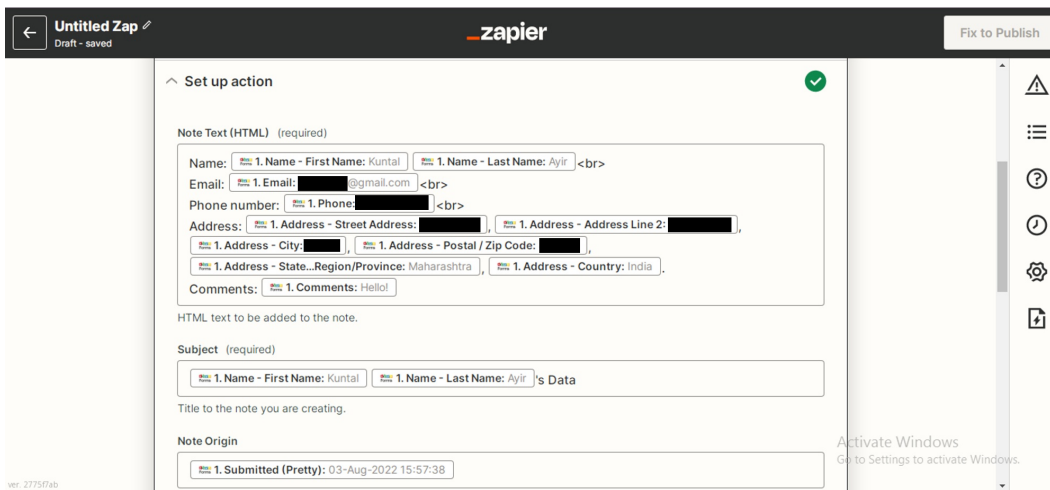 Untitled Zap
Draft - saved
_zapier
Fix to Publish
Set up action
Note Text (HTML) (required)
Name: 1. Name - First Name: Kuntal 1. Name - Last Name: Ayir <br>
Email: 1. Email: @gmail.com <br>
Phone number: 1. Phone: <br>
Address: 1. Address - Street Address: , 1. Address - Address Line 2: ,
1. Address - City: , 1. Address - Postal / Zip Code: ,
1. Address - State...Region/Province: Maharashtra , 1. Address - Country: India .
Comments: 1. Comments: Hello!
HTML text to be added to the note.
Subject (required)
1. Name - First Name: Kuntal 1. Name - Last Name: Ayir 's Data
Title to the note you are creating.
Note Origin
1. Submitted (Pretty): 03-Aug-2022 15:57:38
Activate Windows
Go to Settings to activate Windows.
ver. 2775f7ab